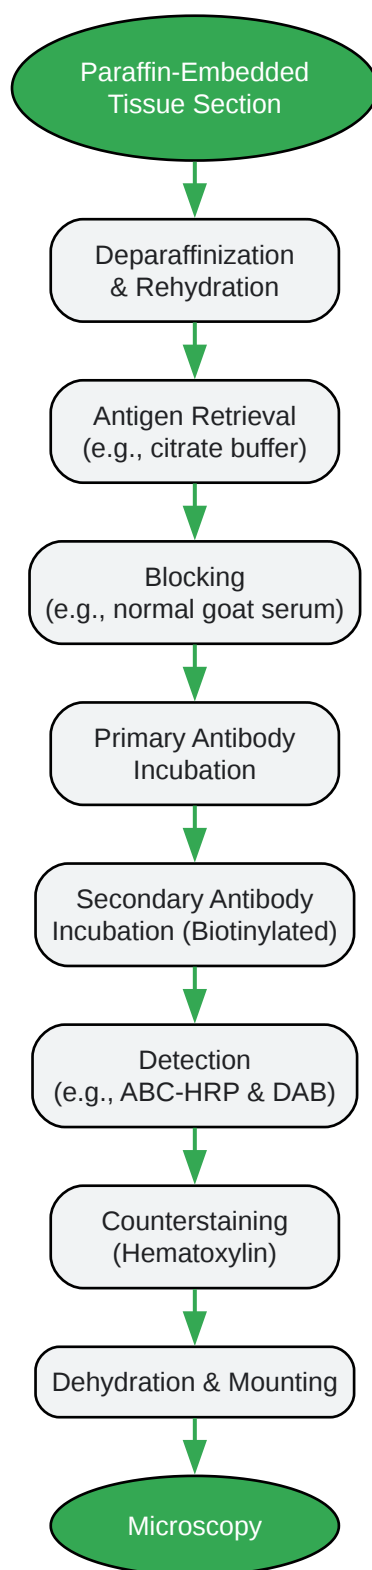 Paraffin-Embedded
Tissue Section
Deparaffinization
& Rehydration
Antigen Retrieval
(e.g., citrate buffer)
Blocking
(e.g., normal goat serum)
Primary Antibody
Incubation
Secondary Antibody
Incubation (Biotinylated)
Detection
(e.g., ABC-HRP & DAB)
Counterstaining
(Hematoxylin)
Dehydration & Mounting
Microscopy